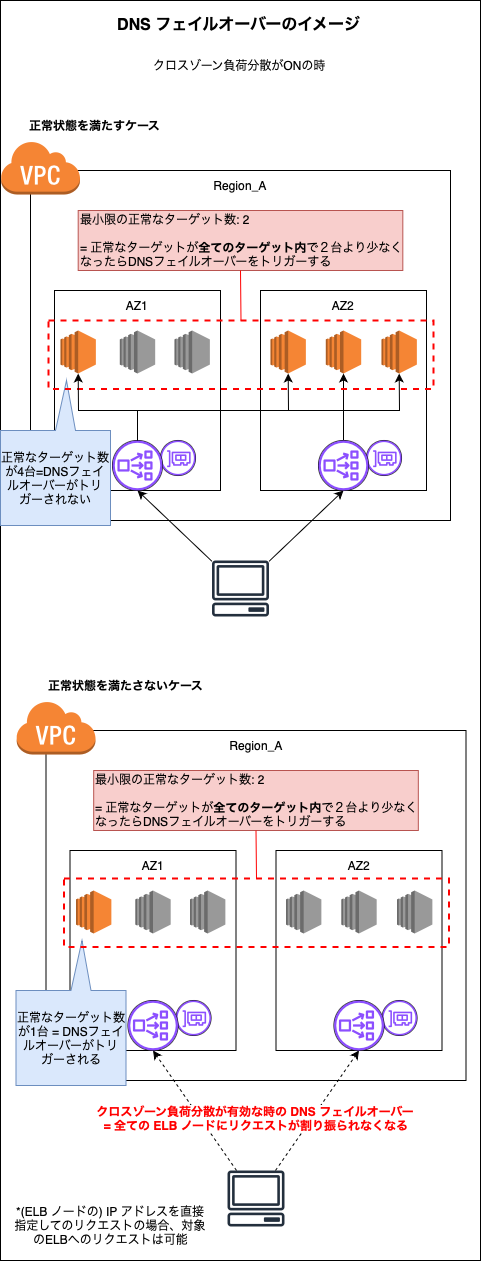 DNS フェイルオーバーのイメージ
クロスゾーン負荷分散がONの時
正常状態を満たすケース
VPC
Region_A
最小限の正常なターゲット数: 2
= 正常なターゲットが全てのターゲット内で２台より少なく
なったらDNSフェイルオーバーをトリガーする
AZ1
AZ2
正常なターゲット数
が4台=DNSフェイ
ルオーバーがトリ
ガーされない
正常状態を満たさないケース
VPC
Region_A
最小限の正常なターゲット数: 2
= 正常なターゲットが全てのターゲット内で２台より少なく
なったらDNSフェイルオーバーをトリガーする
AZ1
AZ2
正常なターゲット数
が1台 = DNSフェイ
ルオーバーがトリ
ガーされる
クロスゾーン負荷分散が有効な時の DNS フェイルオーバー
= 全ての ELB ノードにリクエストが割り振られなくなる
*(ELB ノードの) IP アドレスを直接
指定してのリクエストの場合、対象
のELBへのリクエストは可能